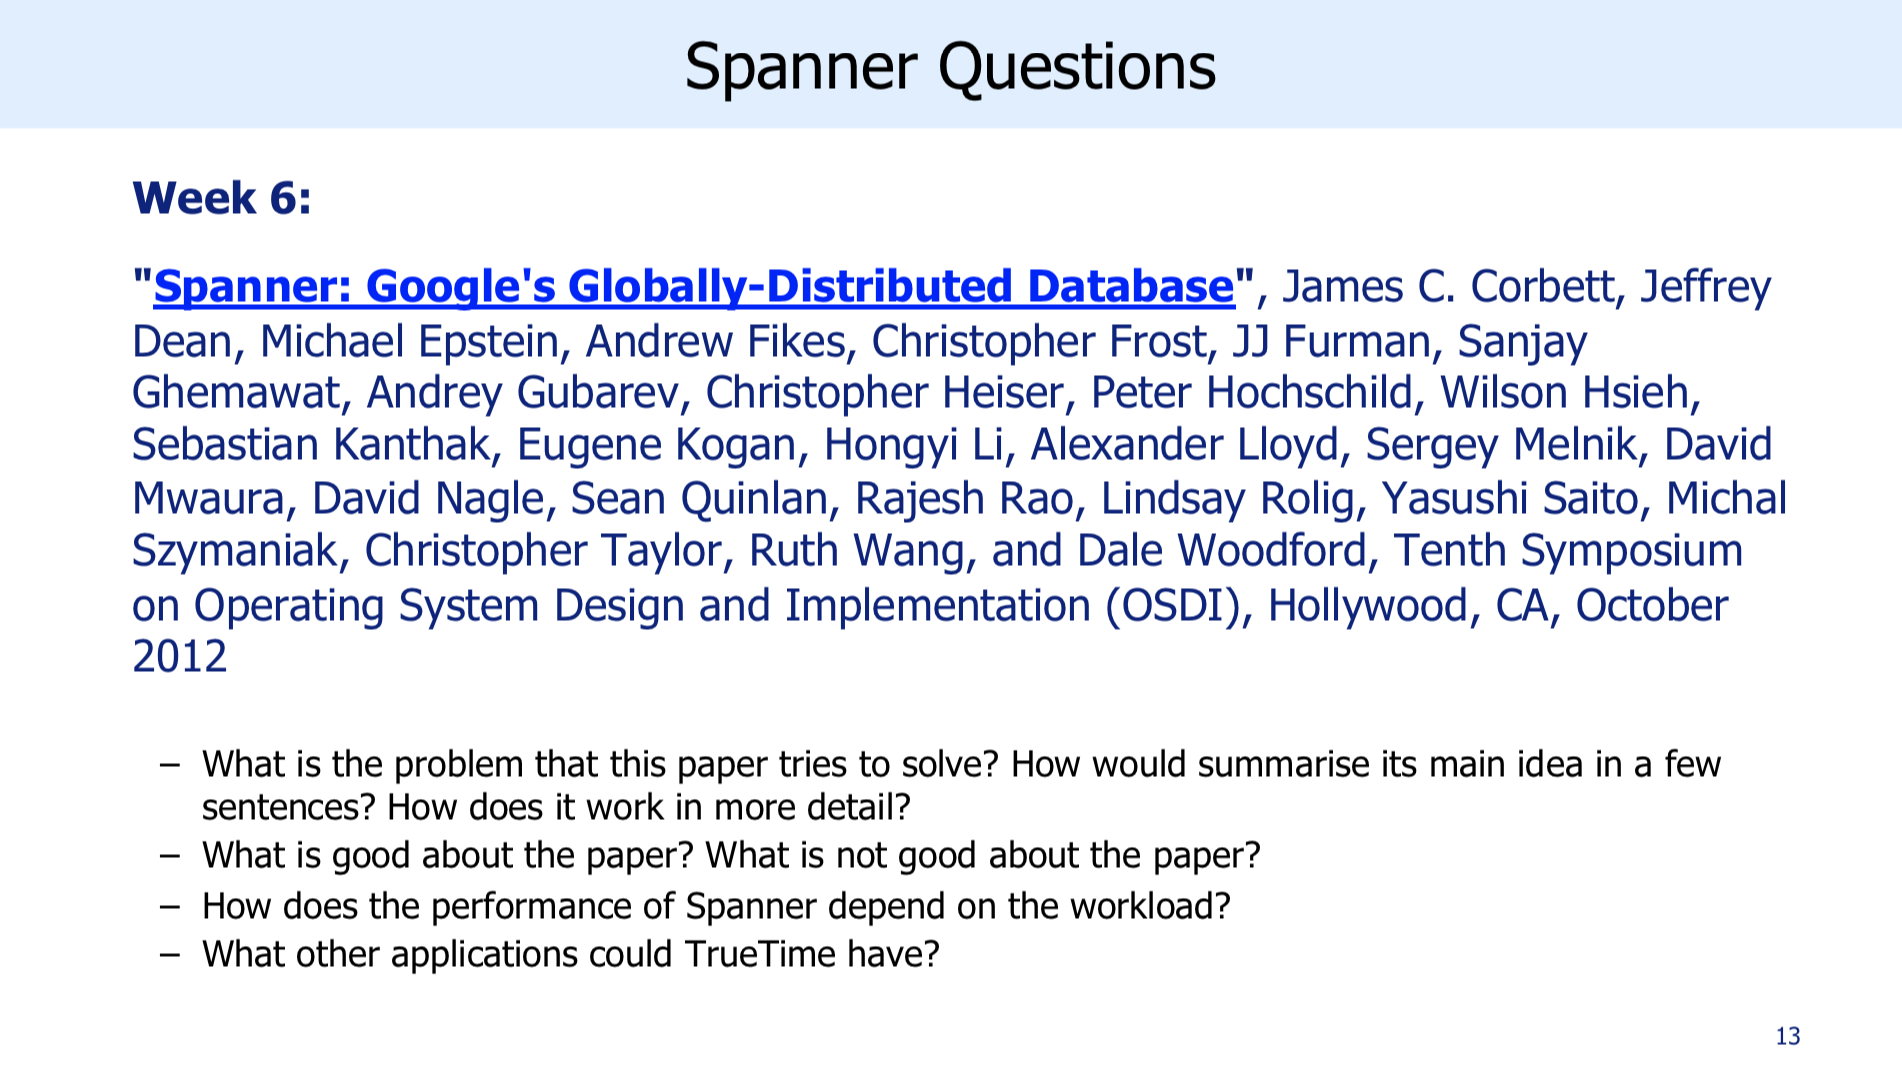 Spanner Questions
Week 6:
"Spanner: Google's Globally-Distributed Database", James C. Corbett, Jeffrey
Dean, Michael Epstein, Andrew Fikes, Christopher Frost, JJ Furman, Sanjay
Ghemawat, Andrey Gubarev, Christopher Heiser, Peter Hochschild, Wilson Hsieh,
Sebastian Kanthak, Eugene Kogan, Hongyi Li, Alexander Lloyd, Sergey Melnik, David
Mwaura, David Nagle, Sean Quinlan, Rajesh Rao, Lindsay Rolig, Yasushi Saito, Michal
Szymaniak, Christopher Taylor, Ruth Wang, and Dale Woodford, Tenth Symposium
on Operating System Design and Implementation (OSDI), Hollywood, CA, October
2012
– What is the problem that this paper tries to solve? How would summarise its main idea in a few
sentences? How does it work in more detail?
– What is good about the paper? What is not good about the paper?
– How does the performance of Spanner depend on the workload?
– What other applications could TrueTime have?
13